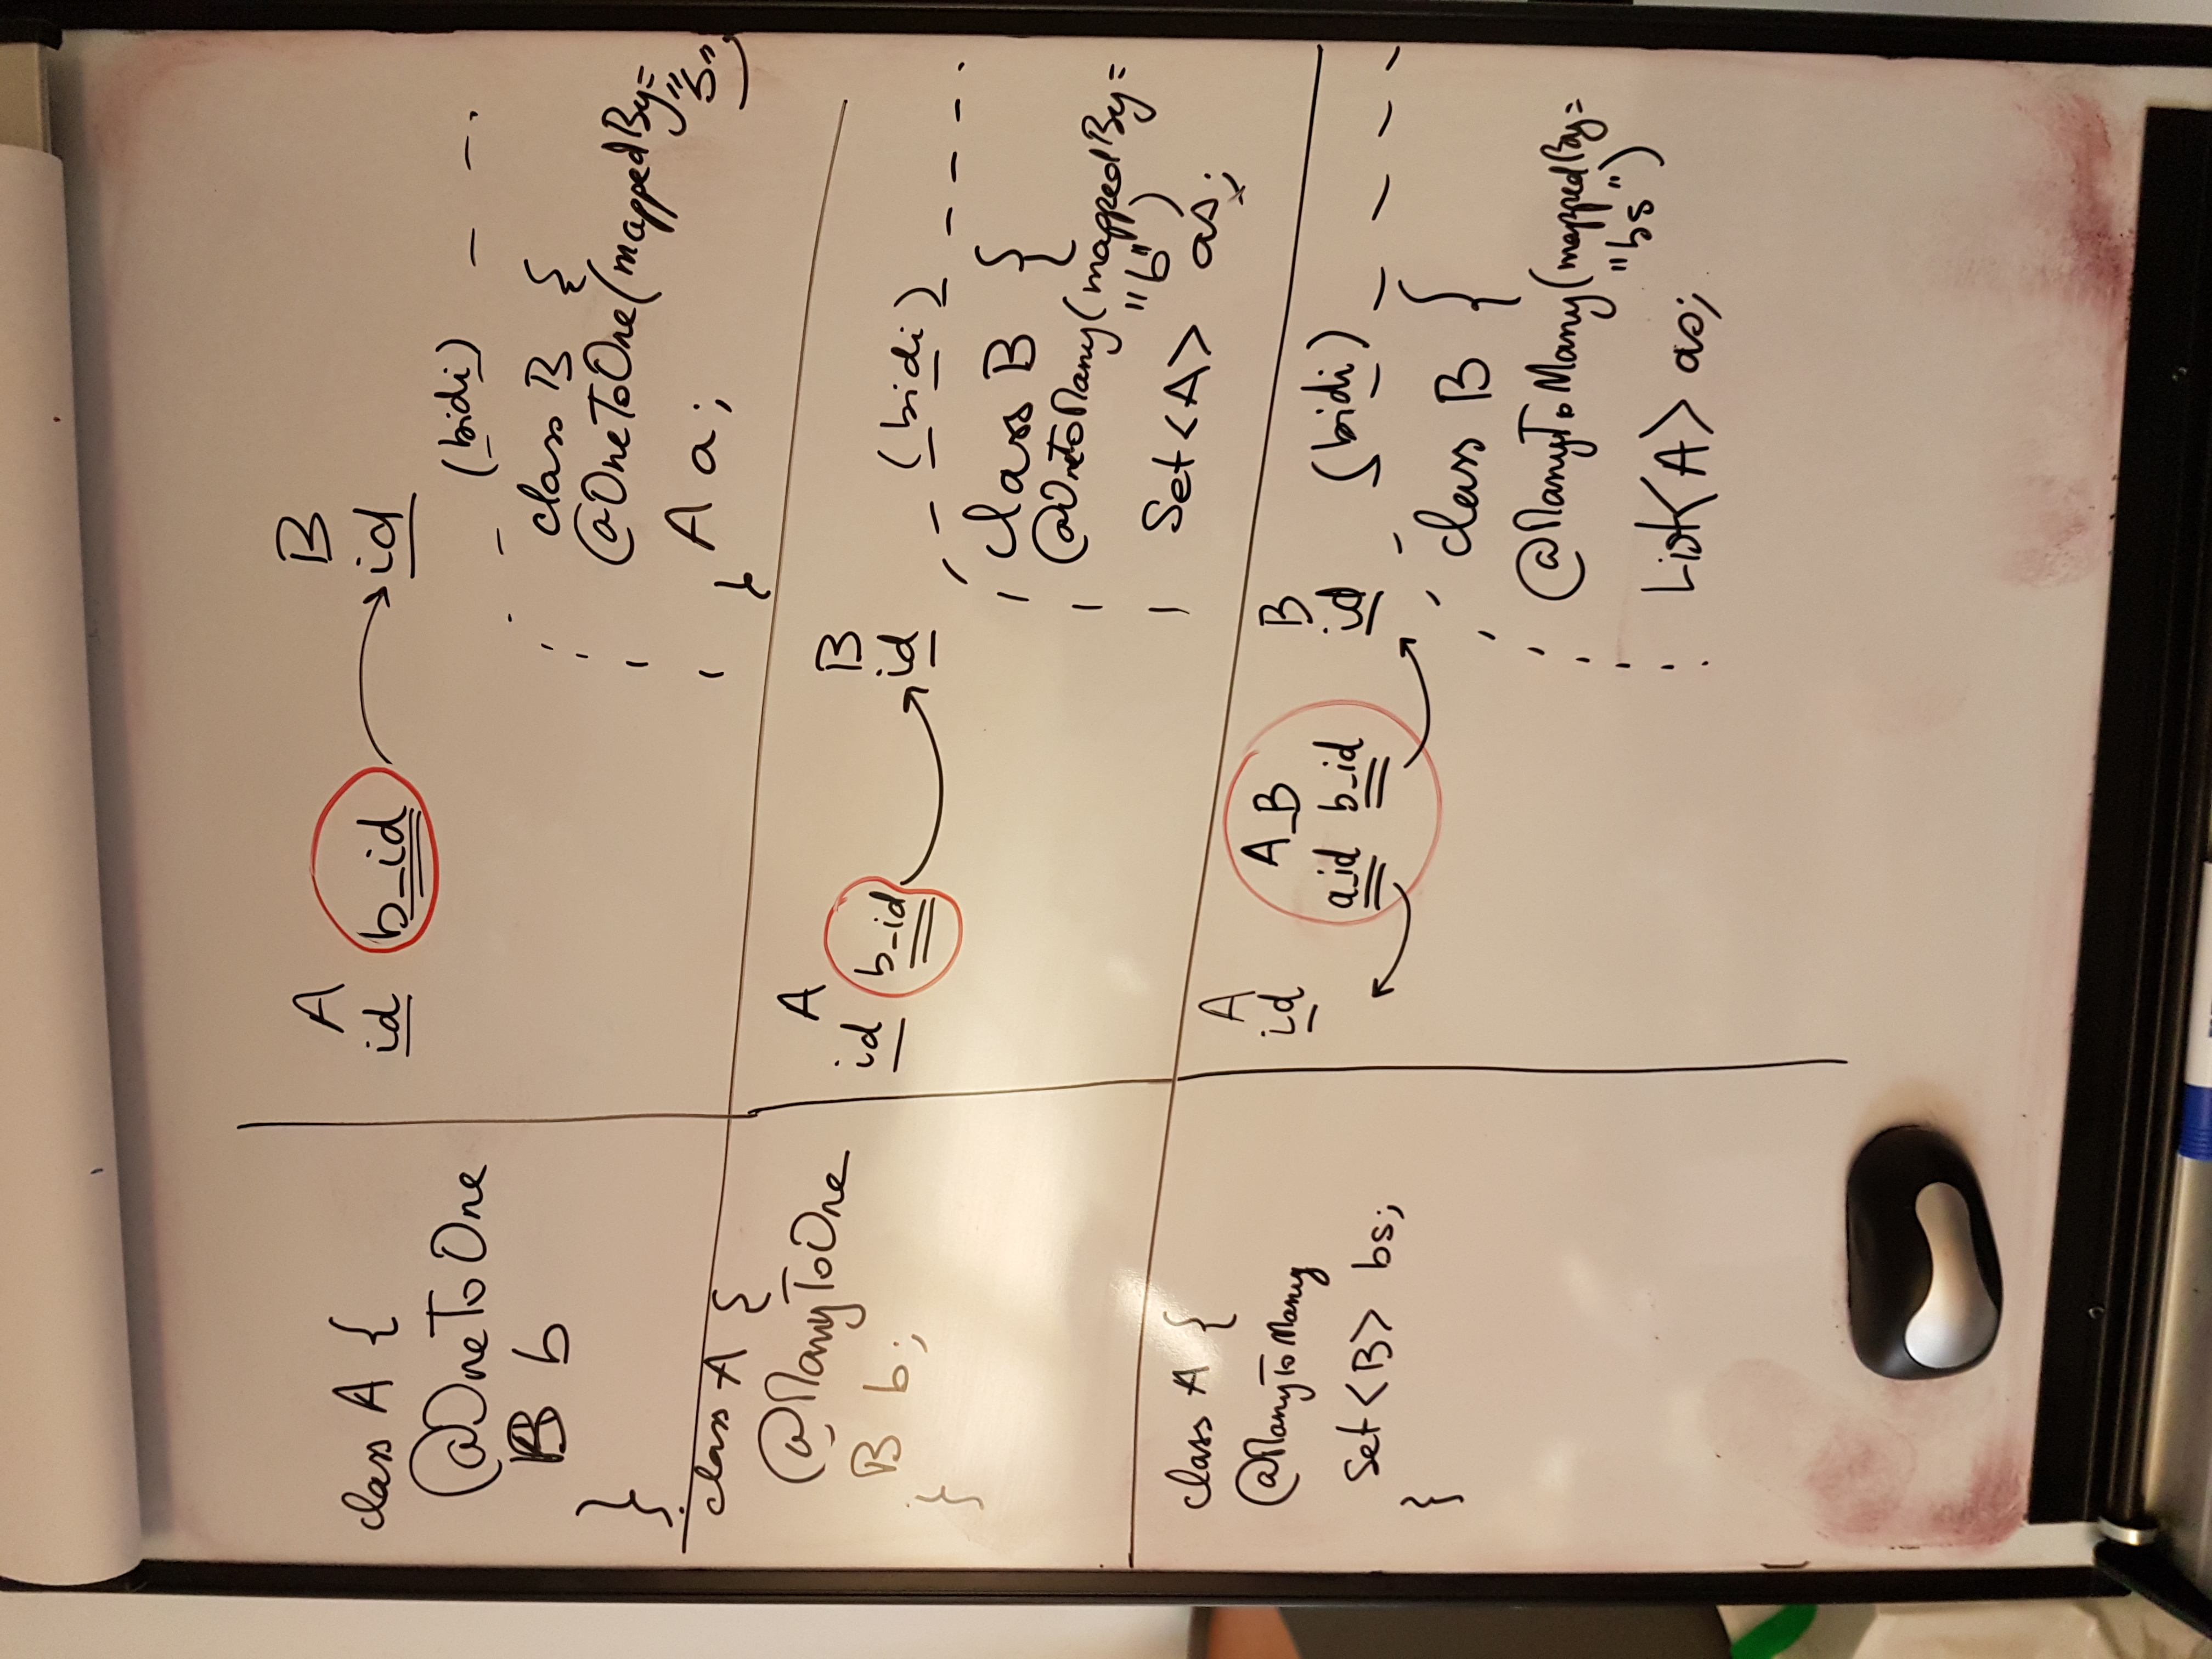 class A {
@OneToOne
B b
}
A B
id b_id id
(bidi)
class B {
@OneToOne(mappedBy=
"b")
A a;
}
class A {
@ManyToOne
B b;
}
A B
id b_id id
(bidi)
class B {
@OneToMany(mappedBy=
"b")
Set<A> as;
class A {
@ManyToMany
Set<B> bs;
}
A A_B B
id a_id b_id id
(bidi)
class B {
@ManyToMany(mappedBy=
"bs")
List<A> as;